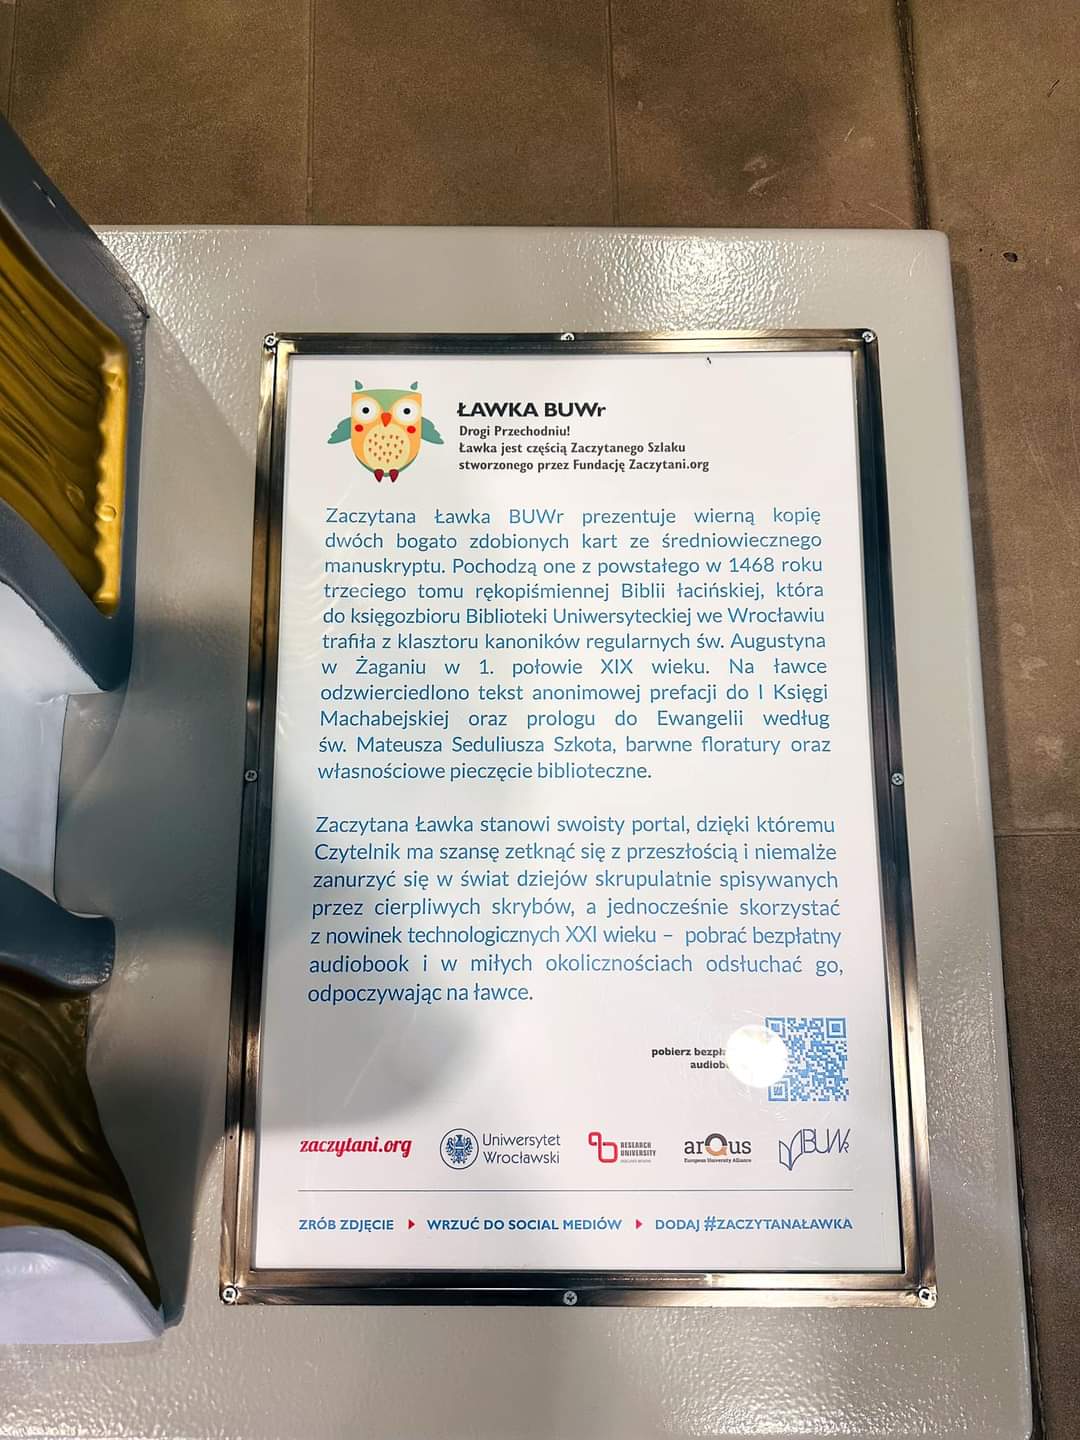 ŁAWKA BUWr
Drogi Przechodniu!
Ławka jest częścią Zaczytanego Szlaku
stworzonego przez Fundację Zaczytani.org
Zaczytana Ławka BUWr prezentuje wierną kopię
dwóch bogato zdobionych kart ze średniowiecznego
manuskryptu. Pochodzą one z powstałego w 1468 roku
trzeciego tomu rękopiśmiennej Biblii łacińskiej, która
do księgozbioru Biblioteki Uniwersyteckiej we Wrocławiu
trafiła z klasztoru kanoników regularnych św. Augustyna
w Żaganiu w 1. połowie XIX wieku. Na ławce
odzwierciedlono tekst anonimowej prefacji do I Księgi
Machabejskiej oraz prologu do Ewangelii według
św. Mateusza Seduliusza Szkota, barwne floratury oraz
własnościowe pieczęcie biblioteczne.
Zaczytana Ławka stanowi swoisty portal, dzięki któremu
Czytelnik ma szansę zetknąć się z przeszłością i niemalże
zanurzyć się w świat dziejów skrupulatnie spisywanych
przez cierpliwych skrybów, a jednocześnie skorzystać
z nowinek technologicznych XXI wieku – pobrać bezpłatny
audiobook i w miłych okolicznościach odsłuchać go,
odpoczywając na ławce.
pobierz
zaczytani.org
Uniwersytet
Wrocławski
RESEARCH
UNIVERSITY
arQus
European University Alliance
BUWr
ZRÓB ZDJĘCIE WRZUĆ DO SOCIAL MEDIÓW DODAJ #ZACZYTANAŁAWKA